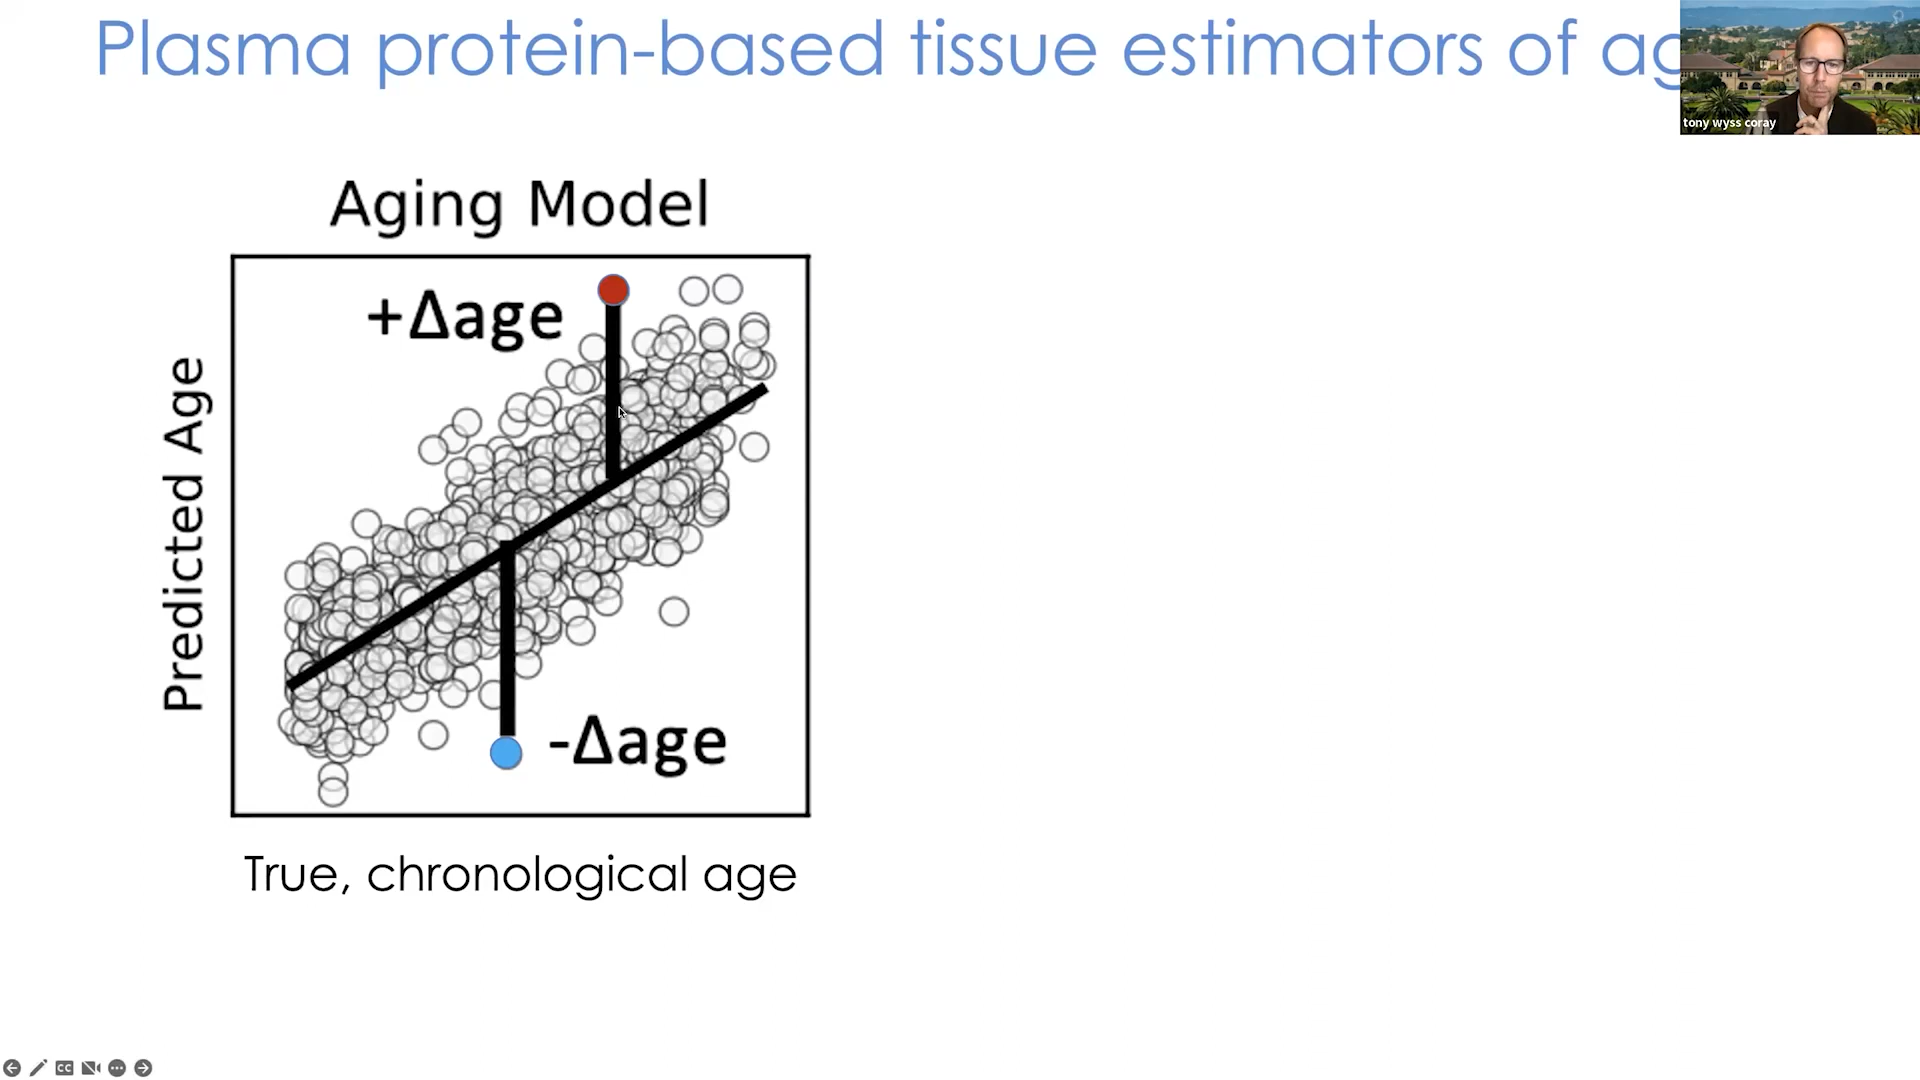 Plasma protein-based tissue estimators of ag
tony wyss coray
Aging Model
+Δage
Predicted Age
-Δage
True, chronological age
CC